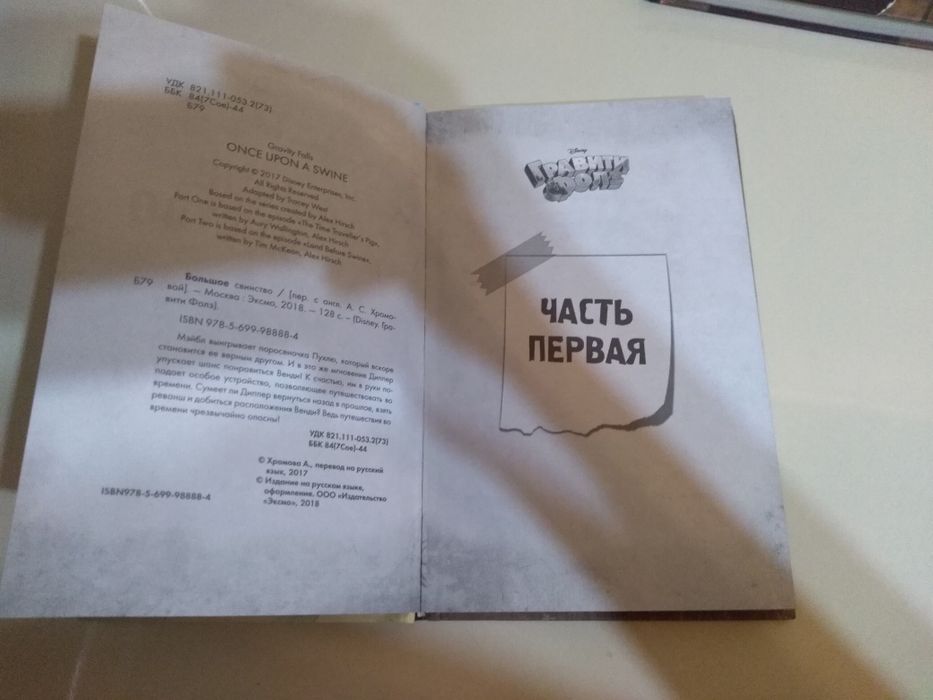 УДК 821.111-053.2(73)
ББК 84(7Сое)-44
Б79
Gravity Falls
ONCE UPON A SWINE
Copyright © 2017 Disney Enterprises, Inc.
All Rights Reserved
Adapted by Tracey West
Based on the series created by Alex Hirsch
Part One is based on the episode «The Time Traveller's Pig»,
written by Aury Wallington, Alex Hirsch
Part Two is based on the episode «Land Before Swine»,
written by Tim McKeon, Alex Hirsch
Большое свинство / [пер. с англ. А. С. Хромо-
Б79 вой]. — Москва : Эксмо, 2018. — 128 с. – (Disney. Гра-
вити Фолз).
ISBN 978-5-699-98888-4
Мэйбл выигрывает поросеночка Пухлю, который вскоре
становится ее верным другом. И в это же мгновение Диппер
упускает шанс понравиться Венди! К счастью, им в руки по-
падает особое устройство, позволяющее путешествовать во
времени. Сумеет ли Диппер вернуться назад в прошлое, взять
реванш и добиться расположения Венди? Ведь путешествия во
времени чрезвычайно опасны!
УДК 821.111-053.2(73)
ББК 84(7Сое)-44
© Хромова А., перевод на русский
язык, 2017
© Издание на русском языке,
оформление. ООО «Издательство
«Эксмо», 2018
ISBN978-5-699-98888-4
Disney
ГРАВИТИ
ФОЛЗ
ЧАСТЬ
ПЕРВАЯ